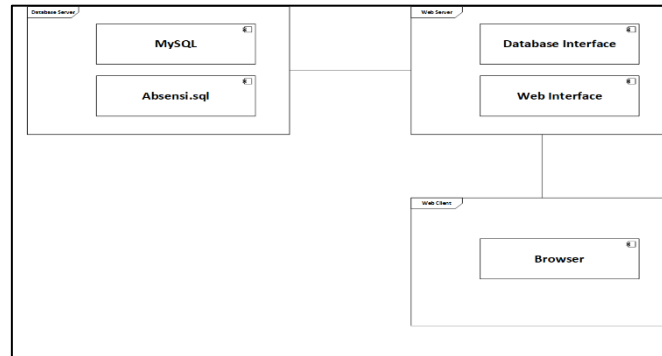 Database Server
MySQL
Absensi.sql
Web Server
Database Interface
Web Interface
Web Client
Browser